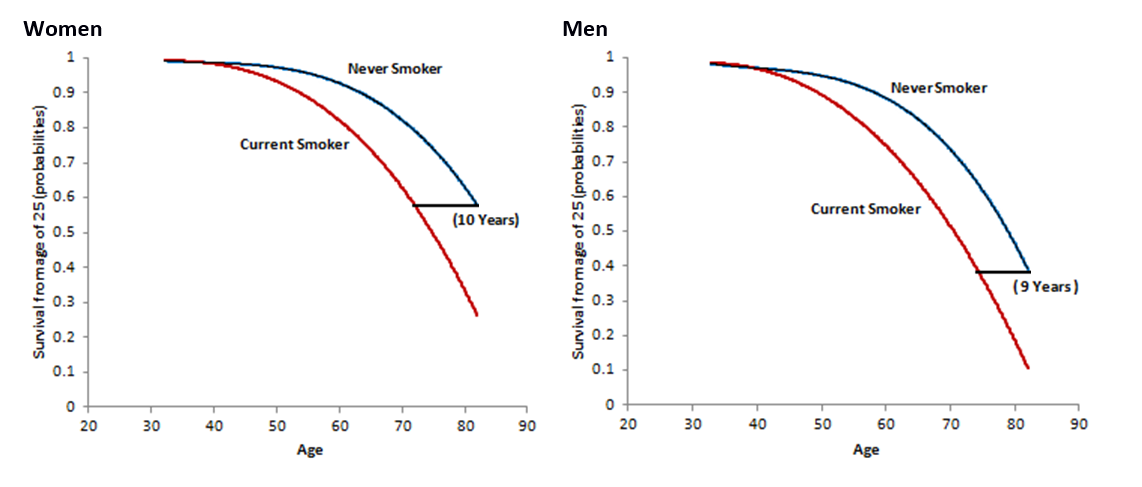 Women
Survival fromage of 25 (probabilities)
1
0.9
0.8
0.7
0.6
0.5
0.4
0.3
0.2
0.1
0
Never Smoker
Current Smoker
(10 Years)
20 30 40 50 60 70 80 90
Age
Men
Survival fromage of 25 (probabilities)
1
0.9
0.8
0.7
0.6
0.5
0.4
0.3
0.2
0.1
0
Never Smoker
Current Smoker
( 9 Years )
20 30 40 50 60 70 80 90
Age